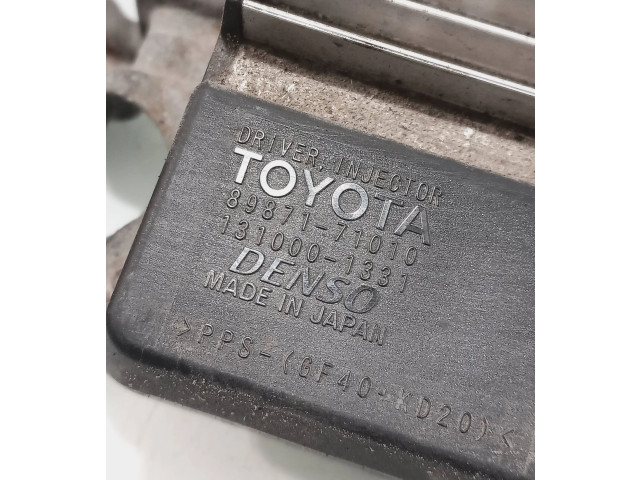 DRIVER, INJECTOR
TOYOTA
89871-71010
131000-1331
DENSO
MADE IN JAPAN
>PPS-(GF40-KD20)<